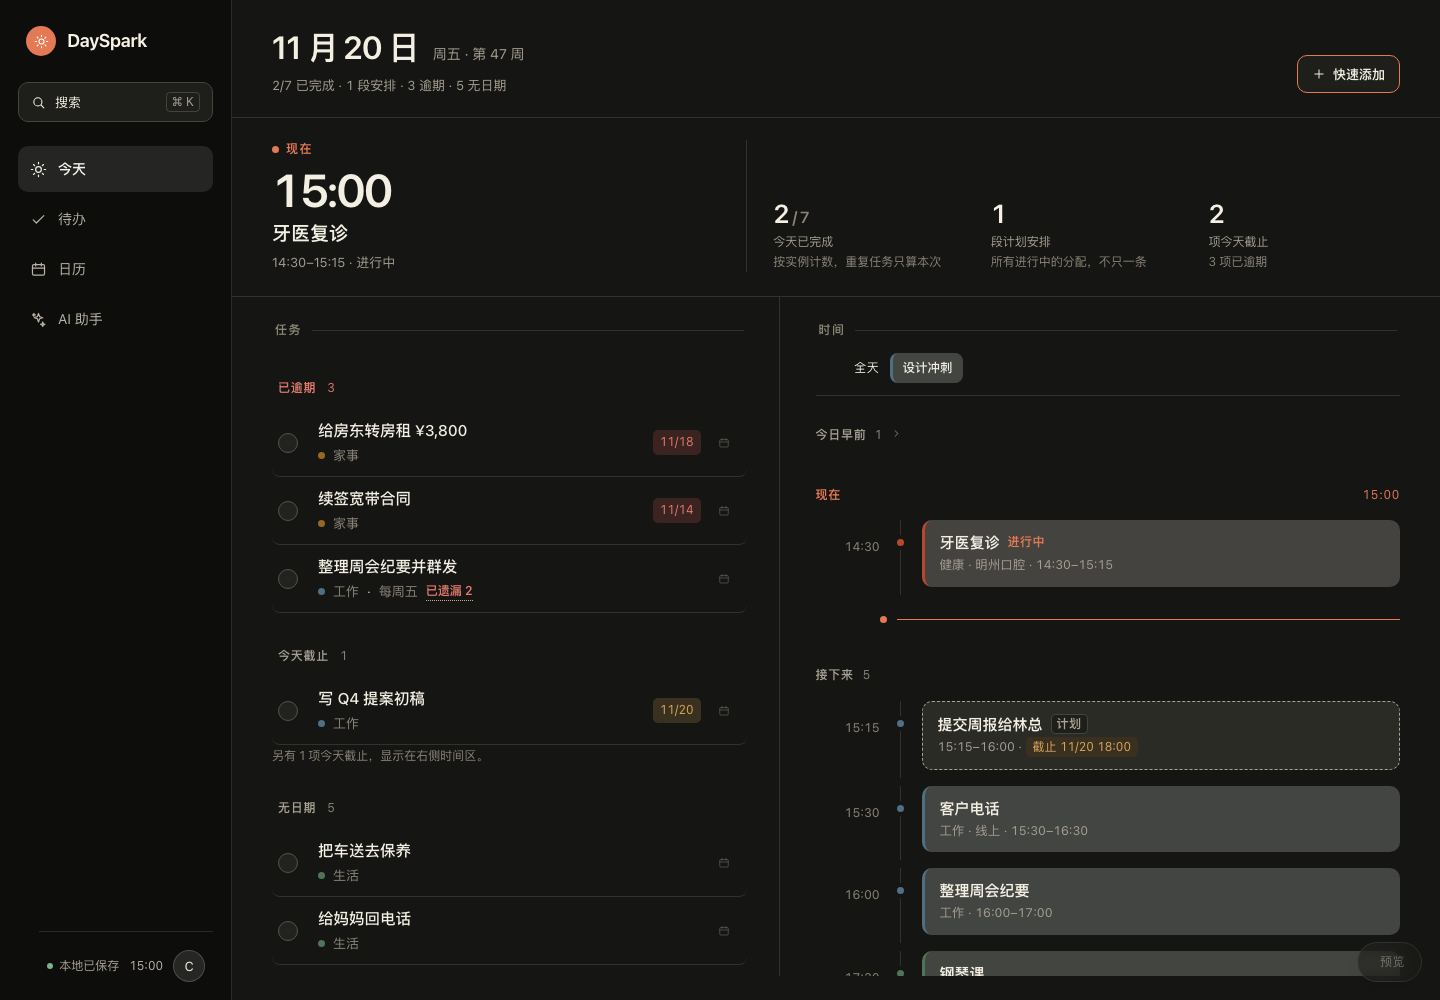 DaySpark
搜索 ⌘ K
今天
待办
日历
AI 助手
本地已保存 15:00 C
11 月 20 日 周五 · 第 47 周
2/7 已完成 · 1 段安排 · 3 逾期 · 5 无日期
快速添加
现在
15:00
牙医复诊
14:30–15:15 · 进行中
2/7
今天已完成
按实例计数，重复任务只算本次
1
段计划安排
所有进行中的分配，不只一条
2
项今天截止
3 项已逾期
任务
已逾期 3
给房东转房租 ¥3,800
家事
11/18
续签宽带合同
家事
11/14
整理周会纪要并群发
工作 · 每周五 已遗漏 2
今天截止 1
写 Q4 提案初稿
工作
11/20
另有 1 项今天截止，显示在右侧时间区。
无日期 5
把车送去保养
生活
给妈妈回电话
生活
时间
全天 设计冲刺
今日早前 1
现在 15:00
14:30
牙医复诊 进行中
健康 · 明州口腔 · 14:30–15:15
接下来 5
15:15
提交周报给林总 计划
15:15–16:00 · 截止 11/20 18:00
15:30
客户电话
工作 · 线上 · 15:30–16:30
16:00
整理周会纪要
工作 · 16:00–17:00
17:30
钢琴课
预览